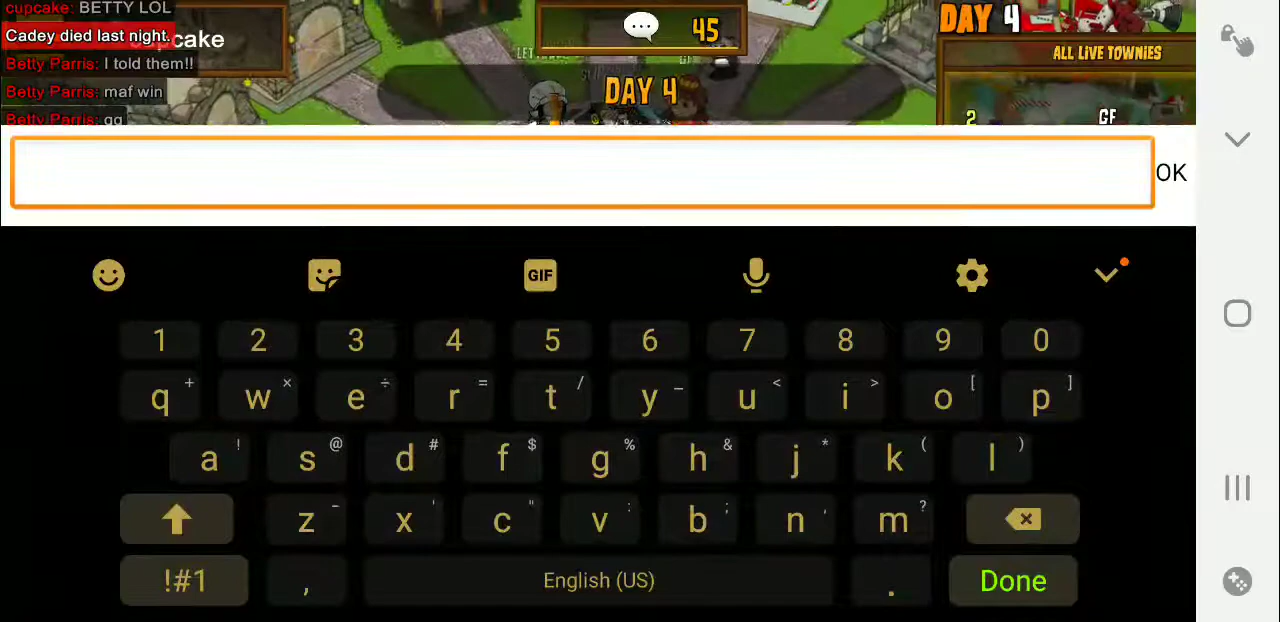 cupcake: BETTY LOL
Cadey died last night.
cupcake
Betty Parris: I told them!!
Betty Parris: maf win
Betty Parris: gg
45
DAY 4
DAY 4
ALL LIVE TOWNIES
2 GF
OK
GIF
1 2 3 4 5 6 7 8 9 0
q + w × e ÷ r = t / y _ u < i > o [ p ]
a ! s @ d # f $ g % h & j * k ( l )
z - x ' c " v : b ; n , m ?
!#1 , English (US) . Done